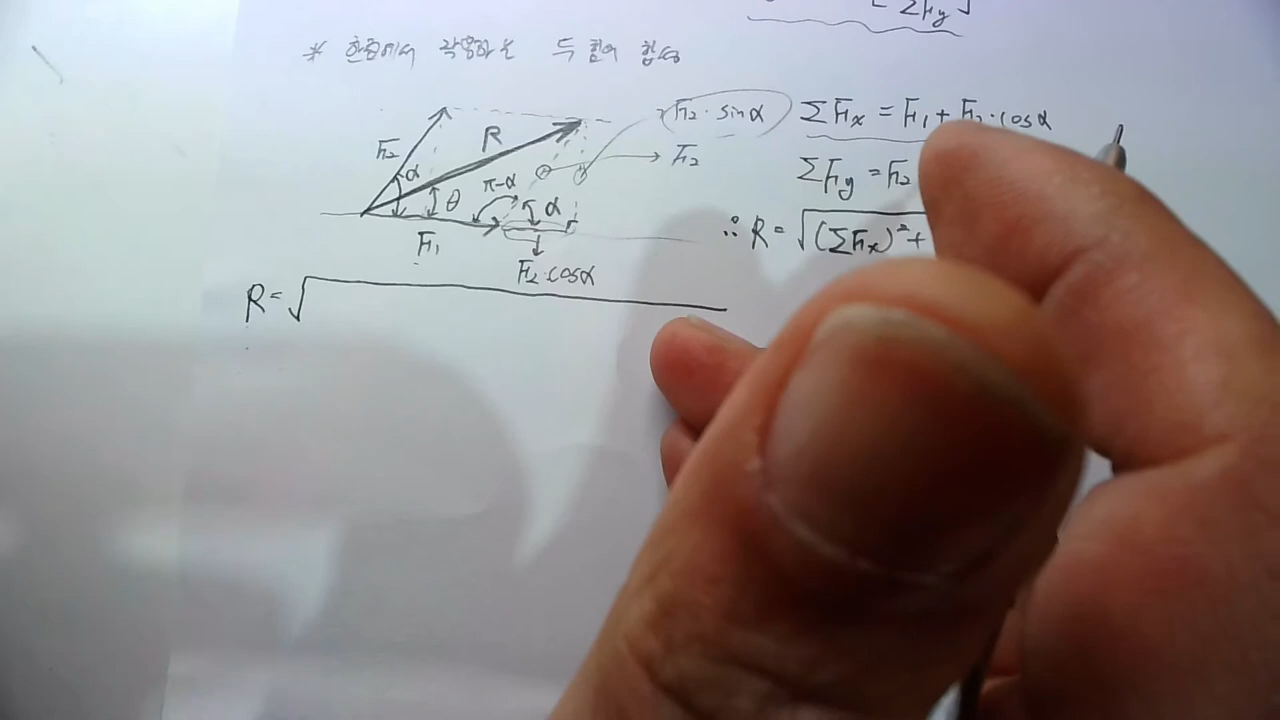 ΣFy]
* 한점에서 작용하는 두 힘의 합성
F2·sinα
ΣFx = F1 + F2·cosα
F2
R
α
θ
π-α
α
F2
ΣFy = F2
F1
F2·cosα
∴ R = √(ΣFx)²+
R = √